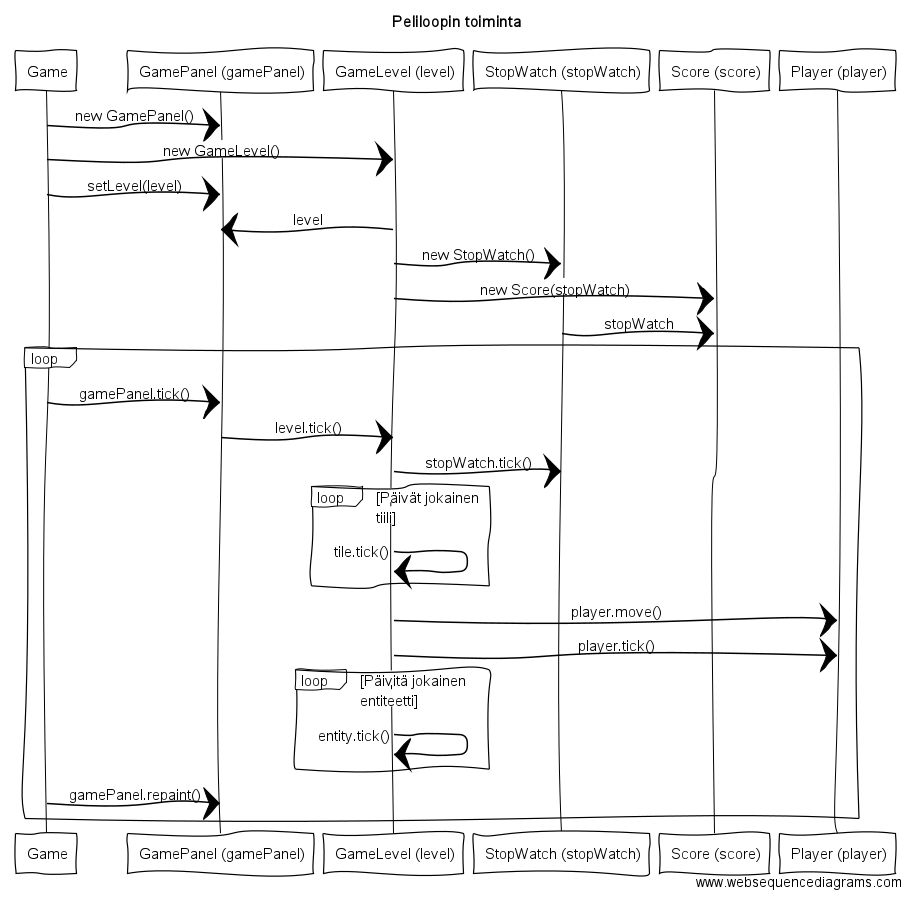 Peliloopin toiminta
Game
GamePanel (gamePanel)
GameLevel (level)
StopWatch (stopWatch)
Score (score)
Player (player)
new GamePanel()
new GameLevel()
setLevel(level)
level
new StopWatch()
new Score(stopWatch)
stopWatch
loop
gamePanel.tick()
level.tick()
stopWatch.tick()
loop
[Päivät jokainen
tiili]
tile.tick()
player.move()
player.tick()
loop
[Päivitä jokainen
entiteetti]
entity.tick()
gamePanel.repaint()
Game
GamePanel (gamePanel)
GameLevel (level)
StopWatch (stopWatch)
Score (score)
Player (player)
www.websequencediagrams.com